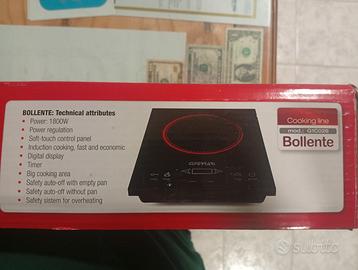 BOLLENTE: Technical attributes
• Power: 1800W
• Power regulation
• Soft-touch control panel
• Induction cooking, fast and economic
• Digital display
• Timer
• Big cooking area
• Safety auto-off with empty pan
• Safety auto-off without pan
• Safety sistem for overheating
Cooking line
mod.: G1C026
Bollente
subito